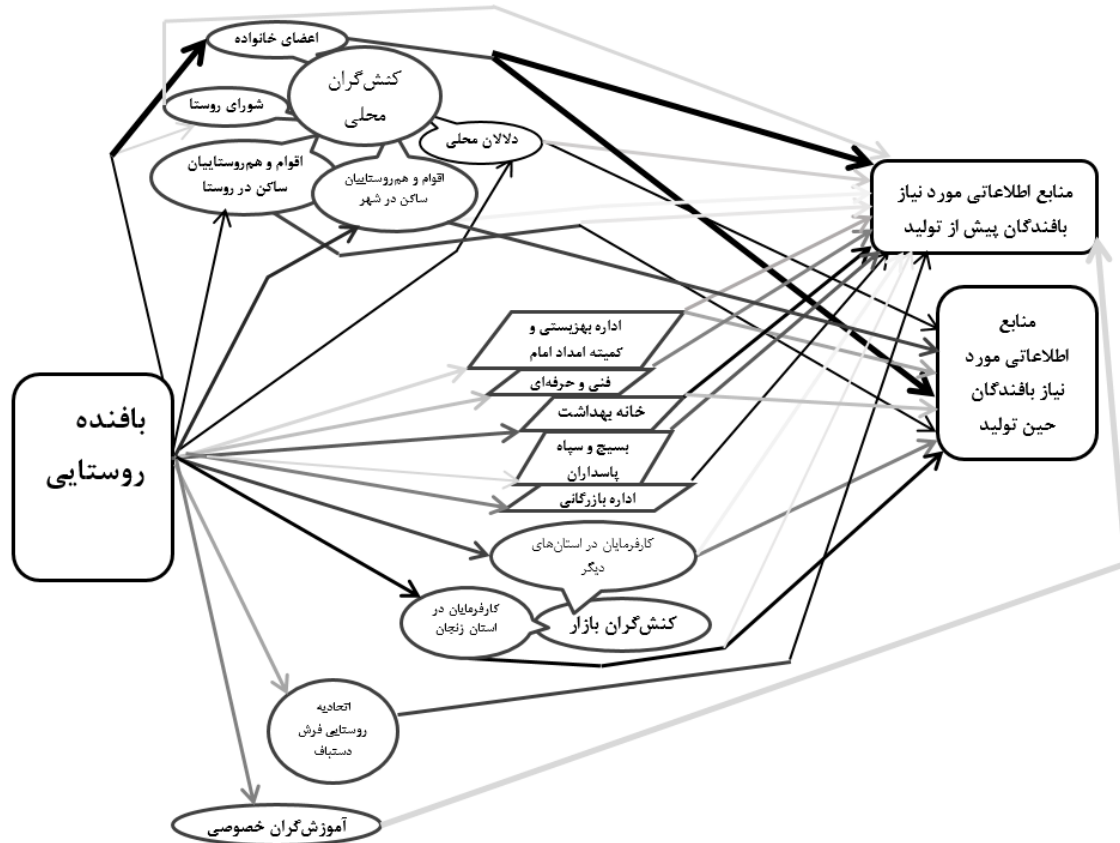 اعضای خانواده
کنش‌گران
محلی
شورای روستا
دلالان محلی
اقوام و هم‌روستاییان
ساکن در روستا
اقوام و هم‌روستاییان
ساکن در شهر
منابع اطلاعاتی مورد نیاز
بافندگان پیش از تولید
منابع
اطلاعاتی مورد
نیاز بافندگان
حین تولید
اداره بهزیستی و
کمیته امداد امام
فنی و حرفه‌ای
خانه بهداشت
بسیج و سپاه
پاسداران
اداره بازرگانی
بافنده
روستایی
کارفرمایان در استان‌های
دیگر
کارفرمایان در
استان زنجان
کنش‌گران بازار
اتحادیه
روستایی فرش
دستباف
آموزش‌گران خصوصی